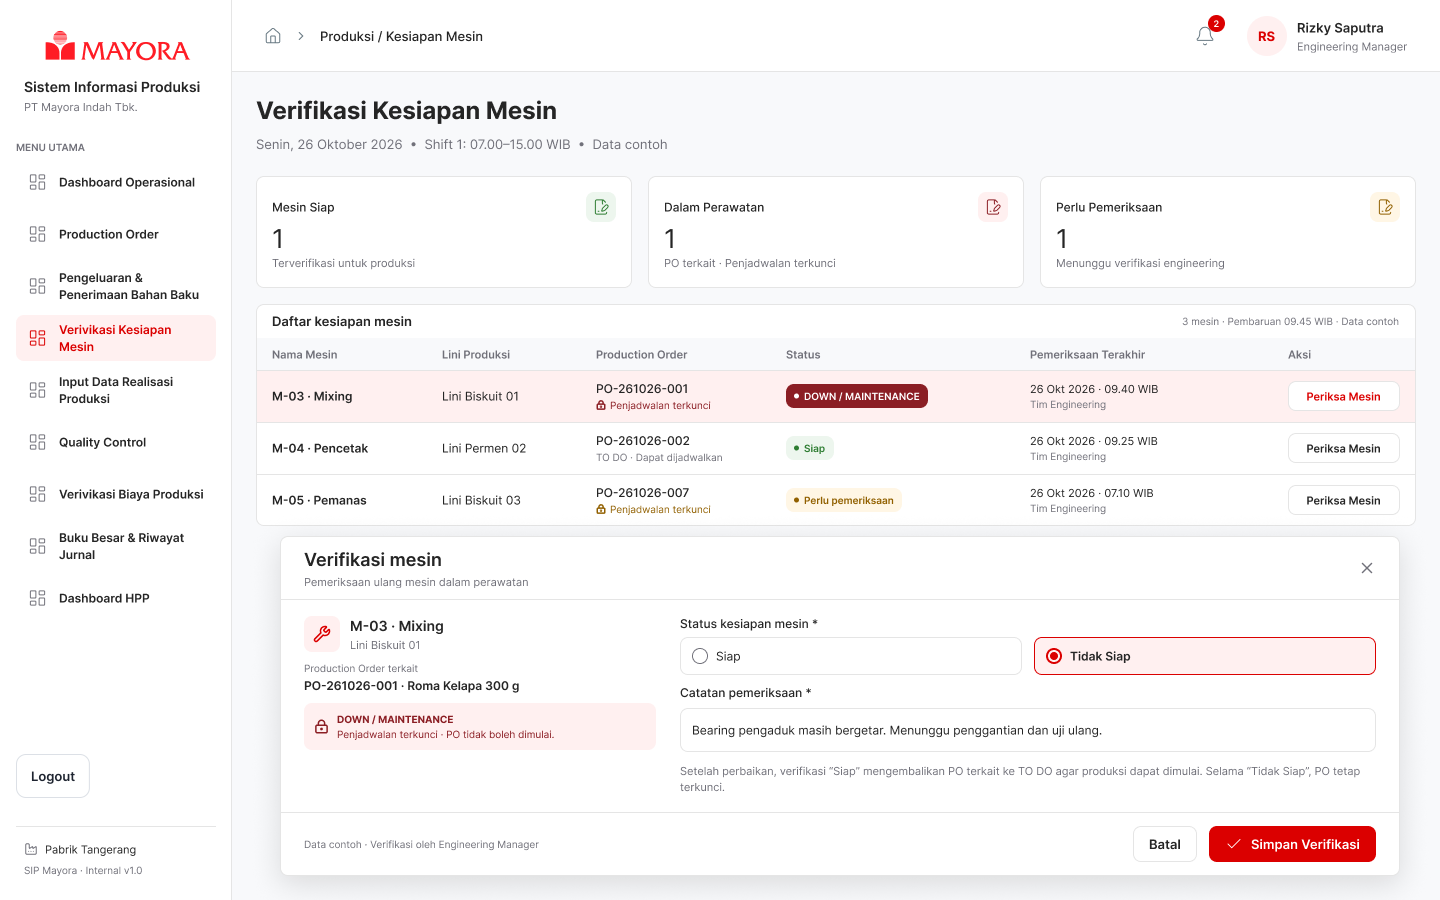 MAYORA
Sistem Informasi Produksi
PT Mayora Indah Tbk.
MENU UTAMA
Dashboard Operasional
Production Order
Pengeluaran &
Penerimaan Bahan Baku
Verivikasi Kesiapan
Mesin
Input Data Realisasi
Produksi
Quality Control
Verivikasi Biaya Produksi
Buku Besar & Riwayat
Jurnal
Dashboard HPP
Logout
Pabrik Tangerang
SIP Mayora · Internal v1.0
Produksi / Kesiapan Mesin
2
RS
Rizky Saputra
Engineering Manager
Verifikasi Kesiapan Mesin
Senin, 26 Oktober 2026 • Shift 1: 07.00–15.00 WIB • Data contoh
Mesin Siap
1
Terverifikasi untuk produksi
Dalam Perawatan
1
PO terkait · Penjadwalan terkunci
Perlu Pemeriksaan
1
Menunggu verifikasi engineering
Daftar kesiapan mesin
3 mesin · Pembaruan 09.45 WIB · Data contoh
Nama Mesin Lini Produksi Production Order Status Pemeriksaan Terakhir Aksi
M-03 · Mixing Lini Biskuit 01 PO-261026-001 DOWN / MAINTENANCE 26 Okt 2026 · 09.40 WIB Periksa Mesin
Penjadwalan terkunci Tim Engineering
M-04 · Pencetak Lini Permen 02 PO-261026-002 Siap 26 Okt 2026 · 09.25 WIB Periksa Mesin
TO DO · Dapat dijadwalkan Tim Engineering
M-05 · Pemanas Lini Biskuit 03 PO-261026-007 Perlu pemeriksaan 26 Okt 2026 · 07.10 WIB Periksa Mesin
Penjadwalan terkunci Tim Engineering
Verifikasi mesin
Pemeriksaan ulang mesin dalam perawatan
M-03 · Mixing
Lini Biskuit 01
Production Order terkait
PO-261026-001 · Roma Kelapa 300 g
DOWN / MAINTENANCE
Penjadwalan terkunci · PO tidak boleh dimulai.
Status kesiapan mesin *
Siap
Tidak Siap
Catatan pemeriksaan *
Bearing pengaduk masih bergetar. Menunggu penggantian dan uji ulang.
Setelah perbaikan, verifikasi “Siap” mengembalikan PO terkait ke TO DO agar produksi dapat dimulai. Selama “Tidak Siap”, PO tetap
terkunci.
Data contoh · Verifikasi oleh Engineering Manager
Batal
Simpan Verifikasi